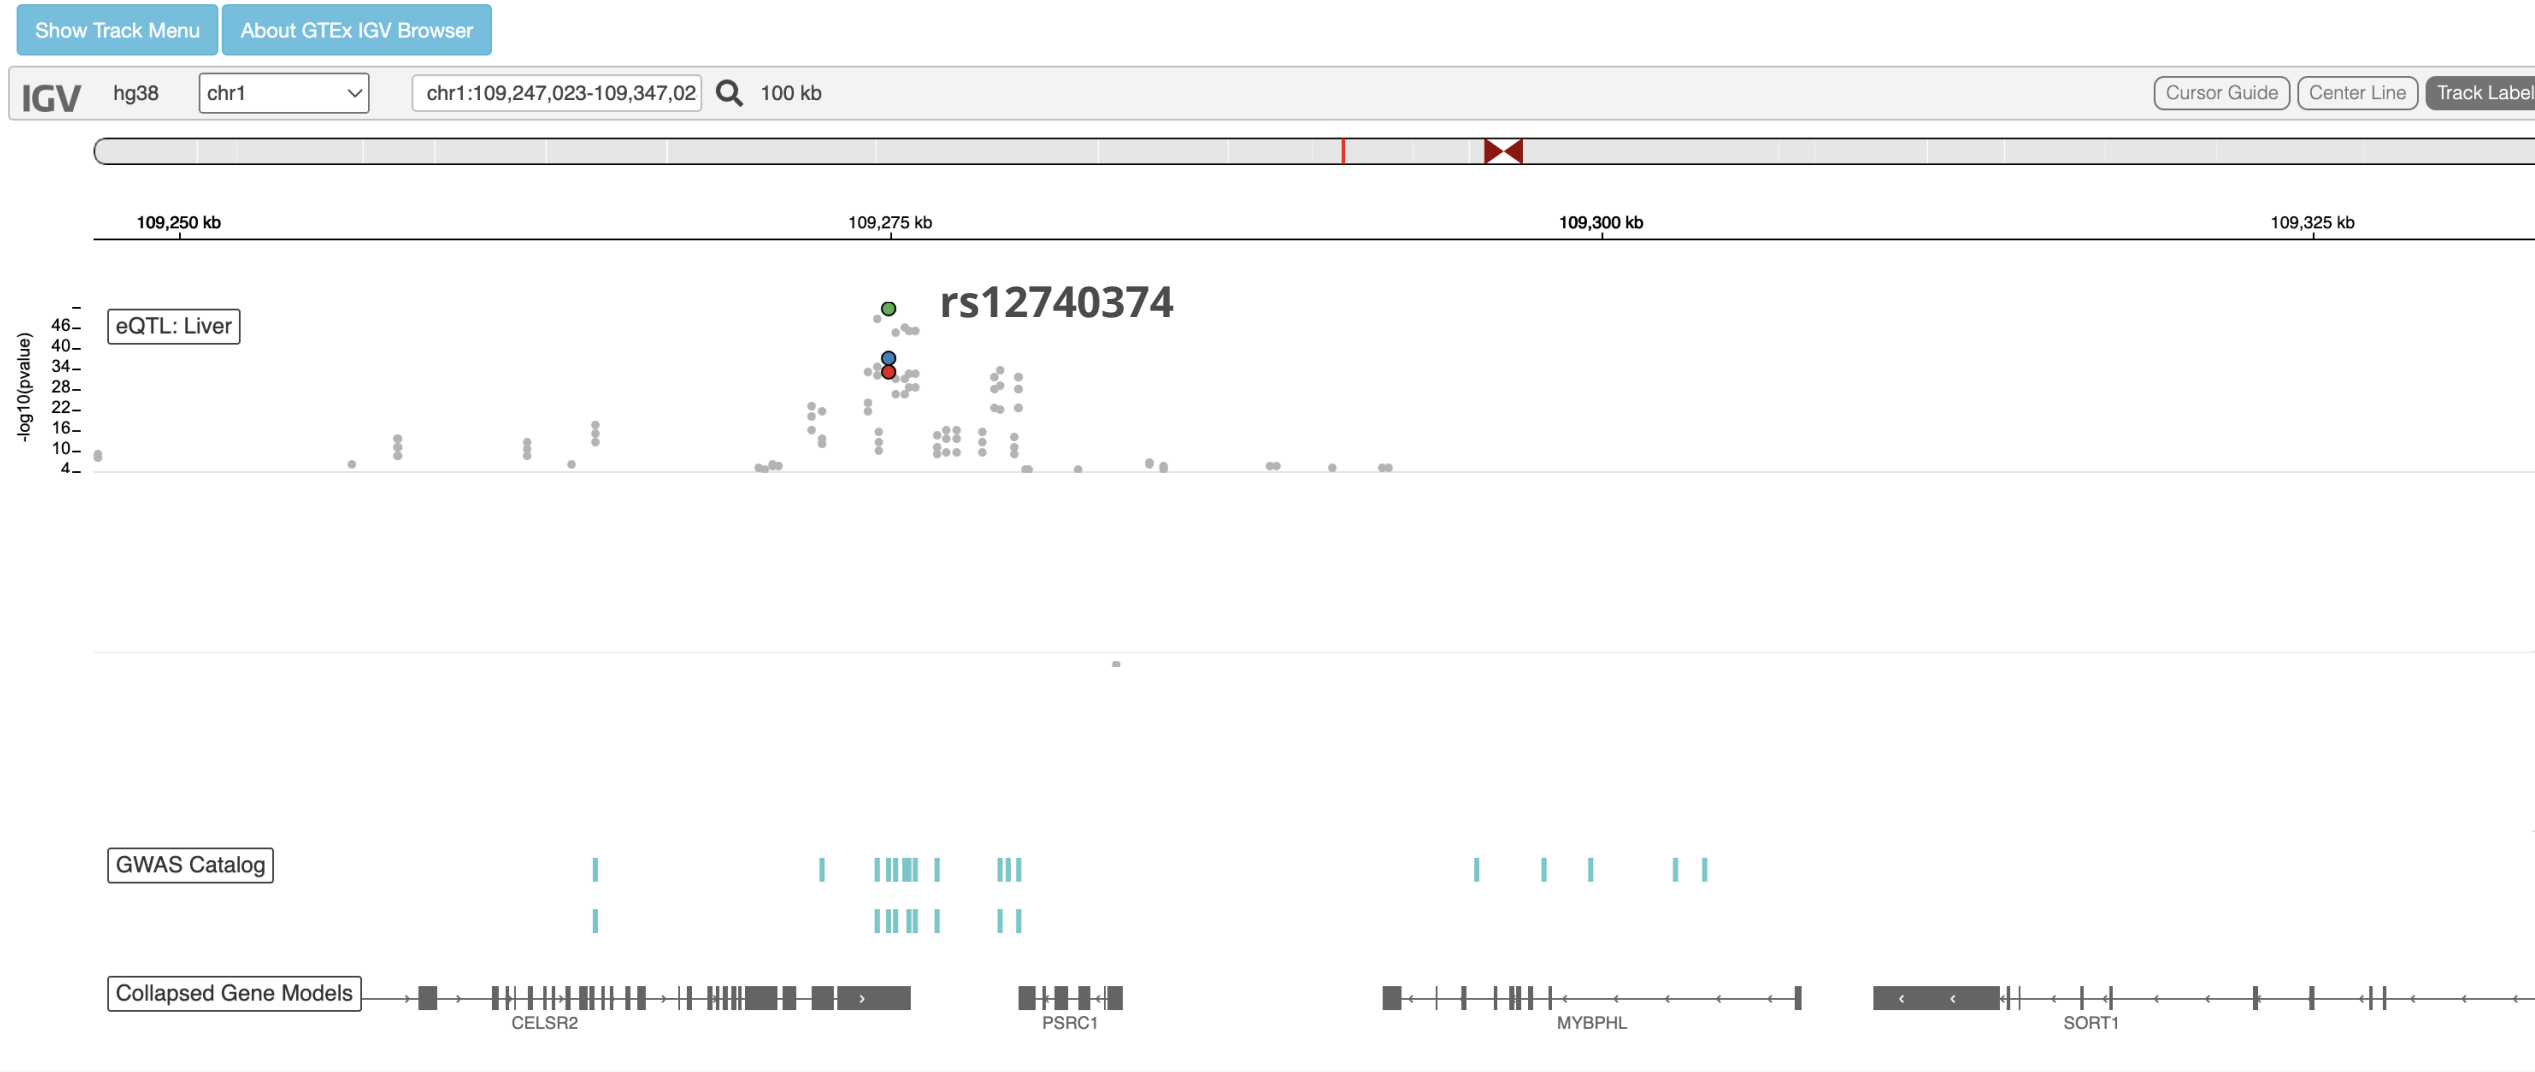 Show Track Menu About GTEx IGV Browser
IGV hg38 chr1 chr1:109,247,023-109,347,02 100 kb Cursor Guide Center Line Track Label
109,250 kb 109,275 kb 109,300 kb 109,325 kb
rs12740374
eQTL: Liver
-log10(pvalue)
46
40
34
28
22
16
10
4
GWAS Catalog
Collapsed Gene Models
CELSR2 PSRC1 MYBPHL SORT1